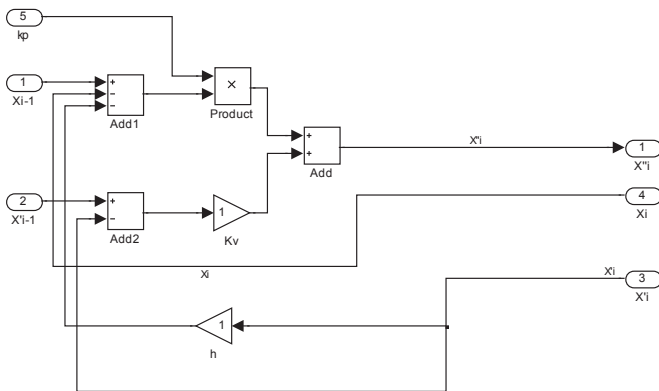 5
kp
1
Xi-1
+
−
−
Add1
×
Product
+
+
Add
X"i
1
X''i
2
X'i-1
+
−
Add2
1
Kv
4
Xi
Xi
X'i
3
X'i
1
h